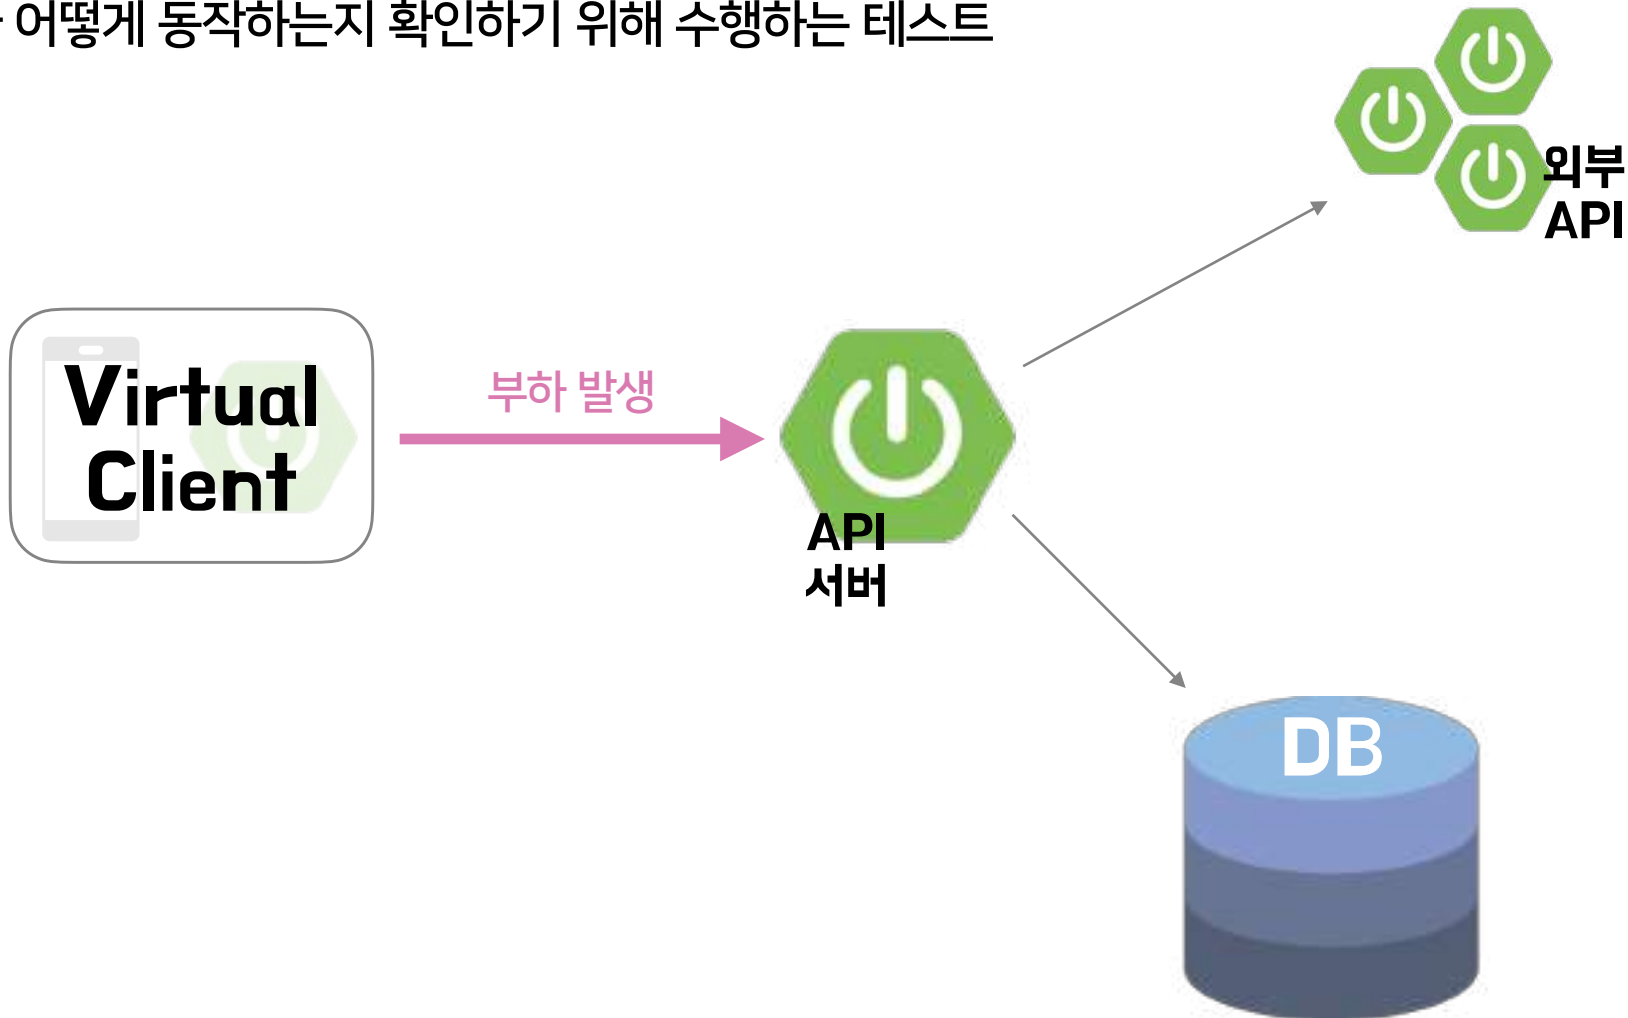 어떻게 동작하는지 확인하기 위해 수행하는 테스트
외부
API
Virtual
Client
부하 발생
API
서버
DB